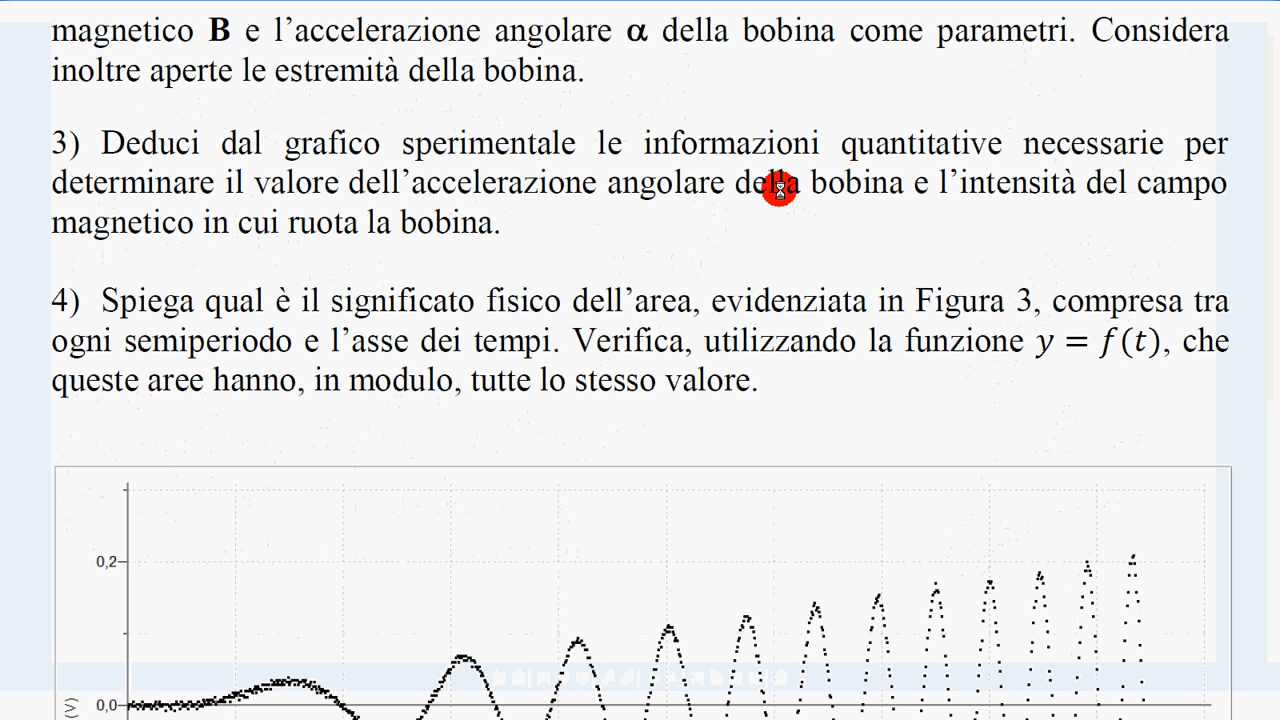 magnetico B e l’accelerazione angolare α della bobina come parametri. Considera
inoltre aperte le estremità della bobina.
3) Deduci dal grafico sperimentale le informazioni quantitative necessarie per
determinare il valore dell’accelerazione angolare della bobina e l’intensità del campo
magnetico in cui ruota la bobina.
4) Spiega qual è il significato fisico dell’area, evidenziata in Figura 3, compresa tra
ogni semiperiodo e l’asse dei tempi. Verifica, utilizzando la funzione y = f(t), che
queste aree hanno, in modulo, tutte lo stesso valore.
0,2
0,0
(V)